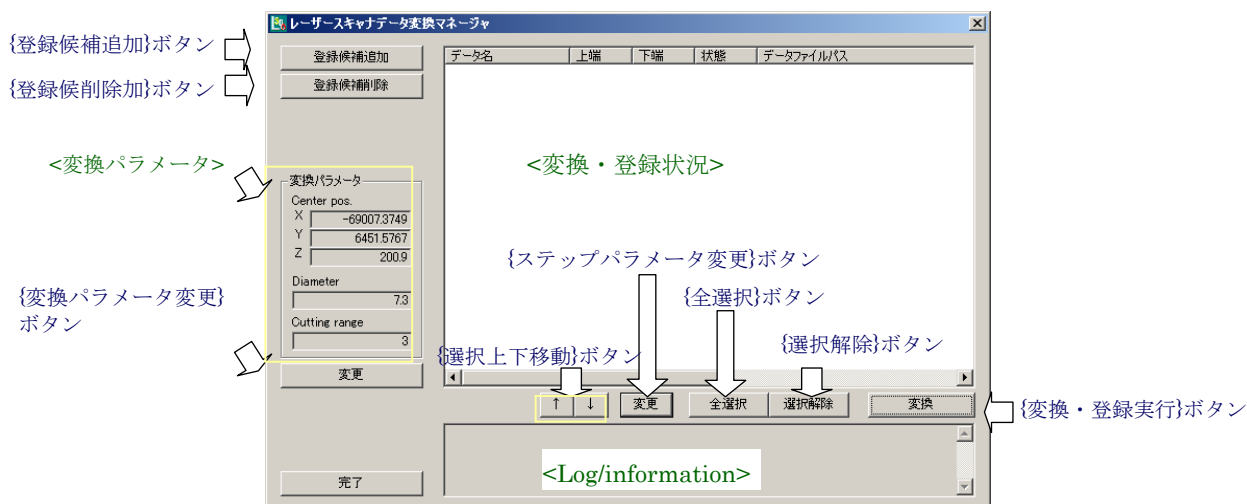 レーザースキャナデータ変換マネージャ
{登録候補追加}ボタン
登録候補追加
データ名 上端 下端 状態 データファイルパス
{登録候削除加}ボタン
登録候補削除
<変換パラメータ>
<変換・登録状況>
変換パラメータ
Center pos.
X -69007.3749
Y 6451.5767
Z 200.9
{ステップパラメータ変更}ボタン
Diameter
7.3
{変換パラメータ変更}
ボタン
{全選択}ボタン
Cutting range
3
{選択上下移動}ボタン
{選択解除}ボタン
変更
↑ ↓ 変更 全選択 選択解除 変換
{変換・登録実行}ボタン
<Log/information>
完了